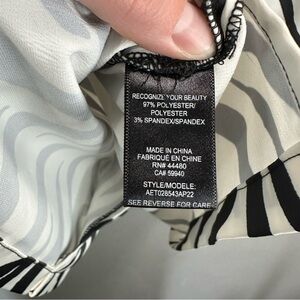 RECOGNIZE YOUR BEAUTY
97% POLYESTER/
POLYESTER
3% SPANDEX/SPANDEX
MADE IN CHINA
FABRIQUÉ EN CHINE
RN# 44480
CA# 59940
STYLE/MODELE:
AET028543AP22
SEE REVERSE FOR CARE